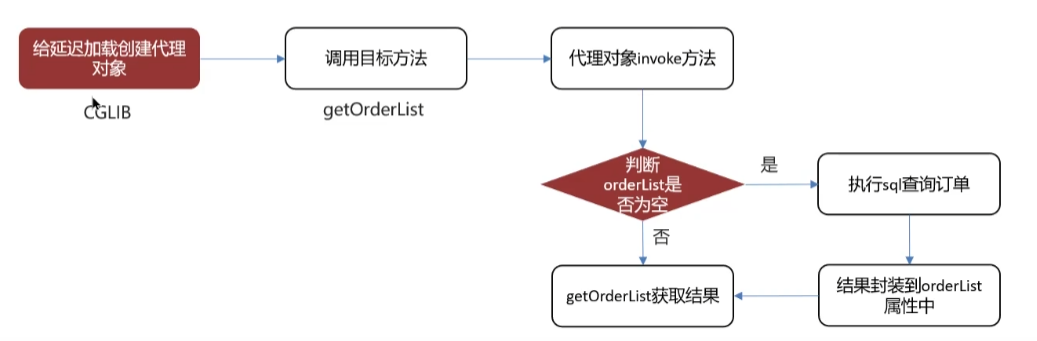 给延迟加载创建代理
对象
CGLIB
调用目标方法
getOrderList
代理对象invoke方法
判断
orderList是
否为空
是
否
执行sql查询订单
结果封装到orderList
属性中
getOrderList获取结果